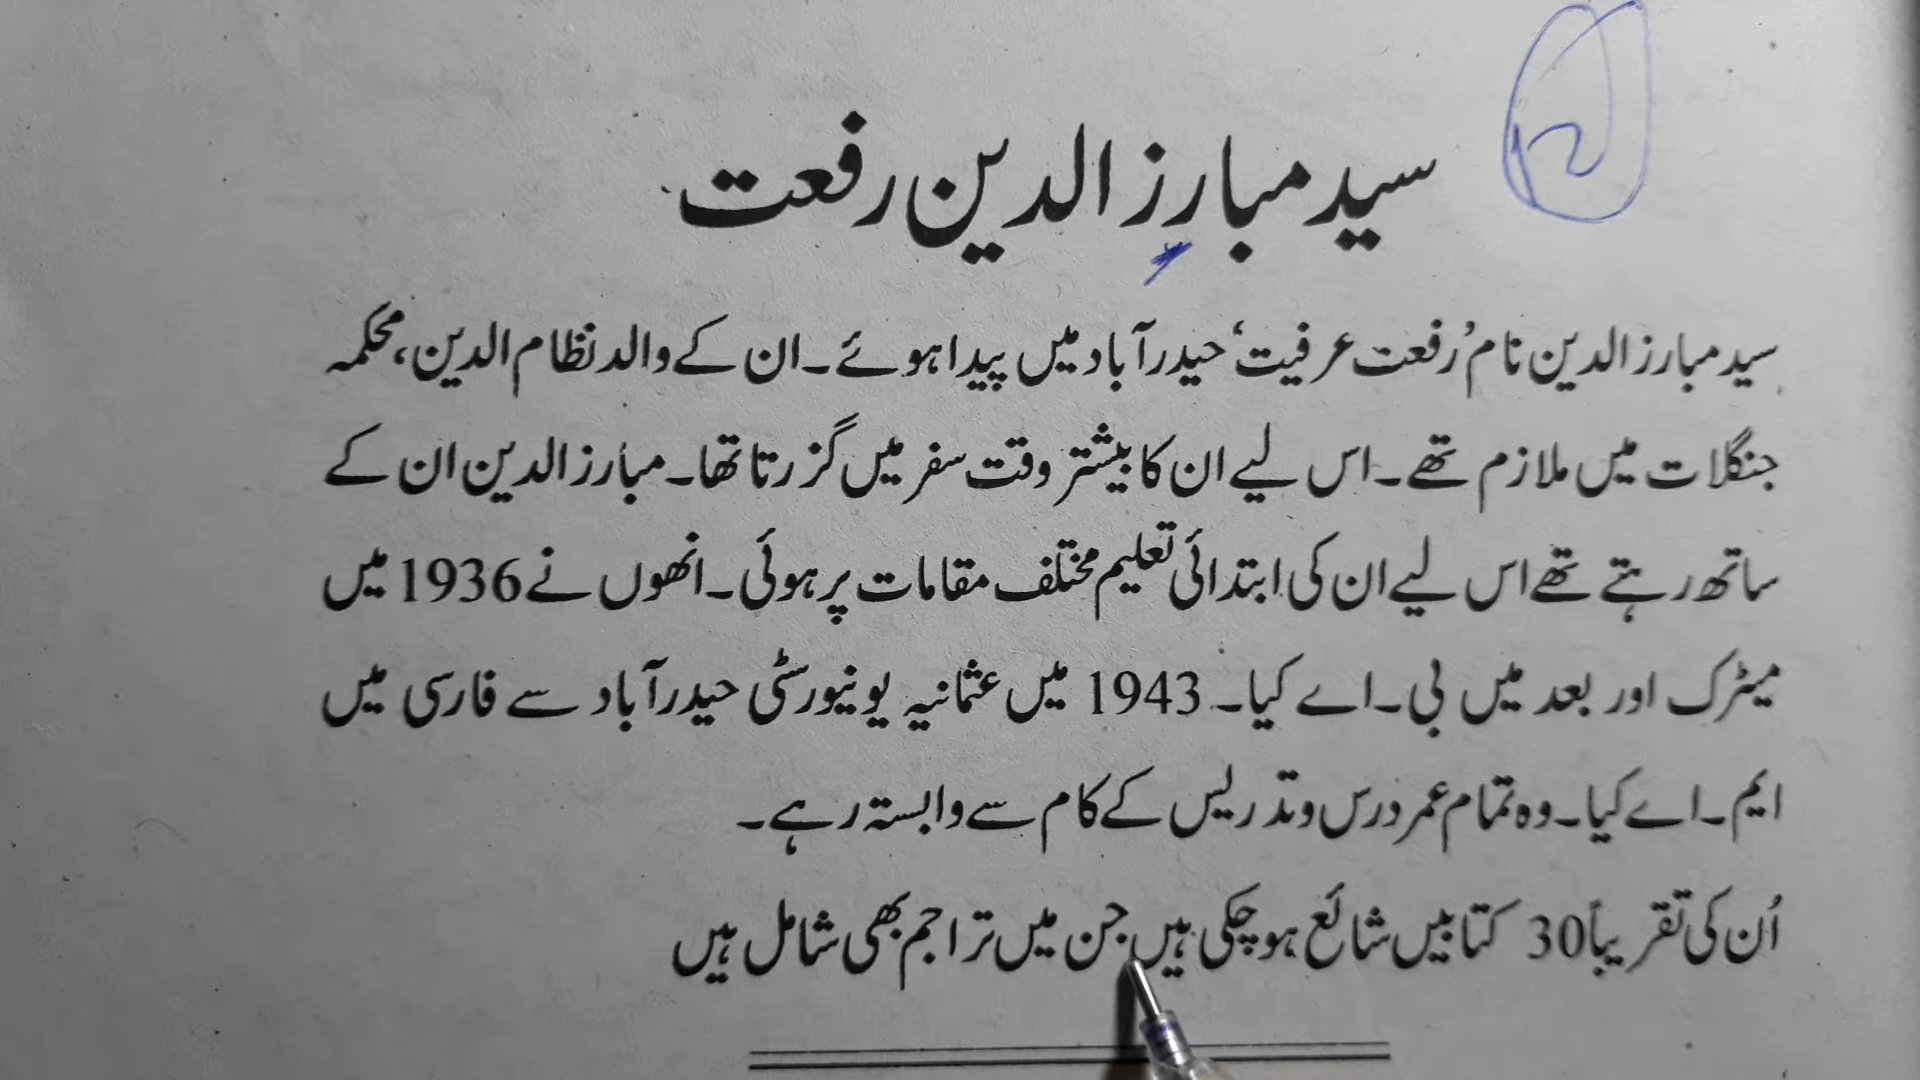 سید مبارز الدین رفعت
سید مبارز الدین نام ’رفعت عرفیت‘ حیدرآباد میں پیدا ہوئے۔ ان کے والد نظام الدین، محکمہ
جنگلات میں ملازم تھے۔ اس لیے ان کا بیشتر وقت سفر میں گزرتا تھا۔ مبارز الدین ان کے
ساتھ رہتے تھے اس لیے ان کی ابتدائی تعلیم مختلف مقامات پر ہوئی۔ انھوں نے 1936 میں
میٹرک اور بعد میں بی۔ اے کیا۔ 1943 میں عثمانیہ یونیورسٹی حیدرآباد سے فارسی میں
ایم۔ اے کیا۔ وہ تمام عمر درس و تدریس کے کام سے وابستہ رہے۔
اُن کی تقریباً 30 کتابیں شائع ہوچکی ہیں جن میں تراجم بھی شامل ہیں